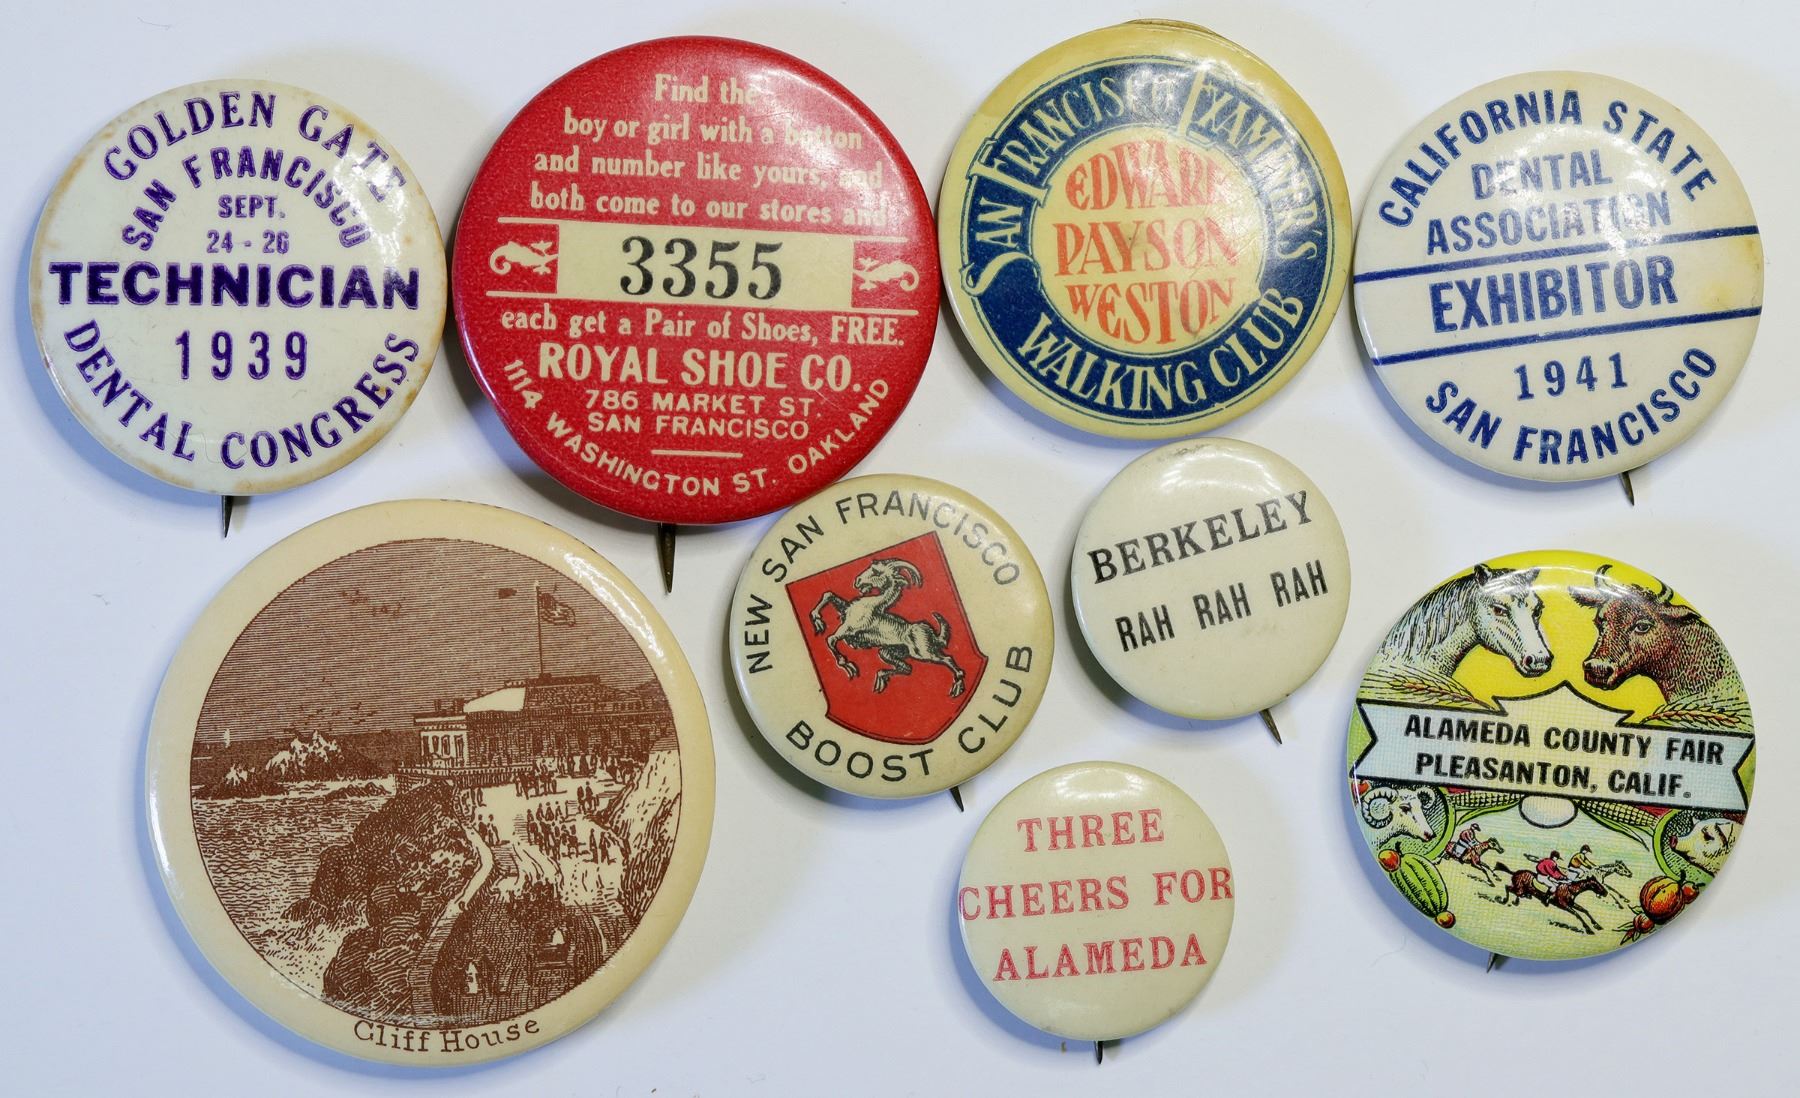 GOLDEN GATE
SAN FRANCISCO
SEPT.
24 - 26
TECHNICIAN
1939
DENTAL CONGRESS
Find the
boy or girl with a button
and number like yours, and
both come to our stores and
3355
each get a Pair of Shoes, FREE.
ROYAL SHOE CO.
786 MARKET ST.
SAN FRANCISCO
1114 WASHINGTON ST. OAKLAND
SAN FRANCISCO EXAMINER'S
EDWARD
PAYSON
WESTON
WALKING CLUB
CALIFORNIA STATE
DENTAL
ASSOCIATION
EXHIBITOR
1941
SAN FRANCISCO
Cliff House
NEW SAN FRANCISCO
BOOST CLUB
BERKELEY
RAH RAH RAH
THREE
CHEERS FOR
ALAMEDA
ALAMEDA COUNTY FAIR
PLEASANTON, CALIF.